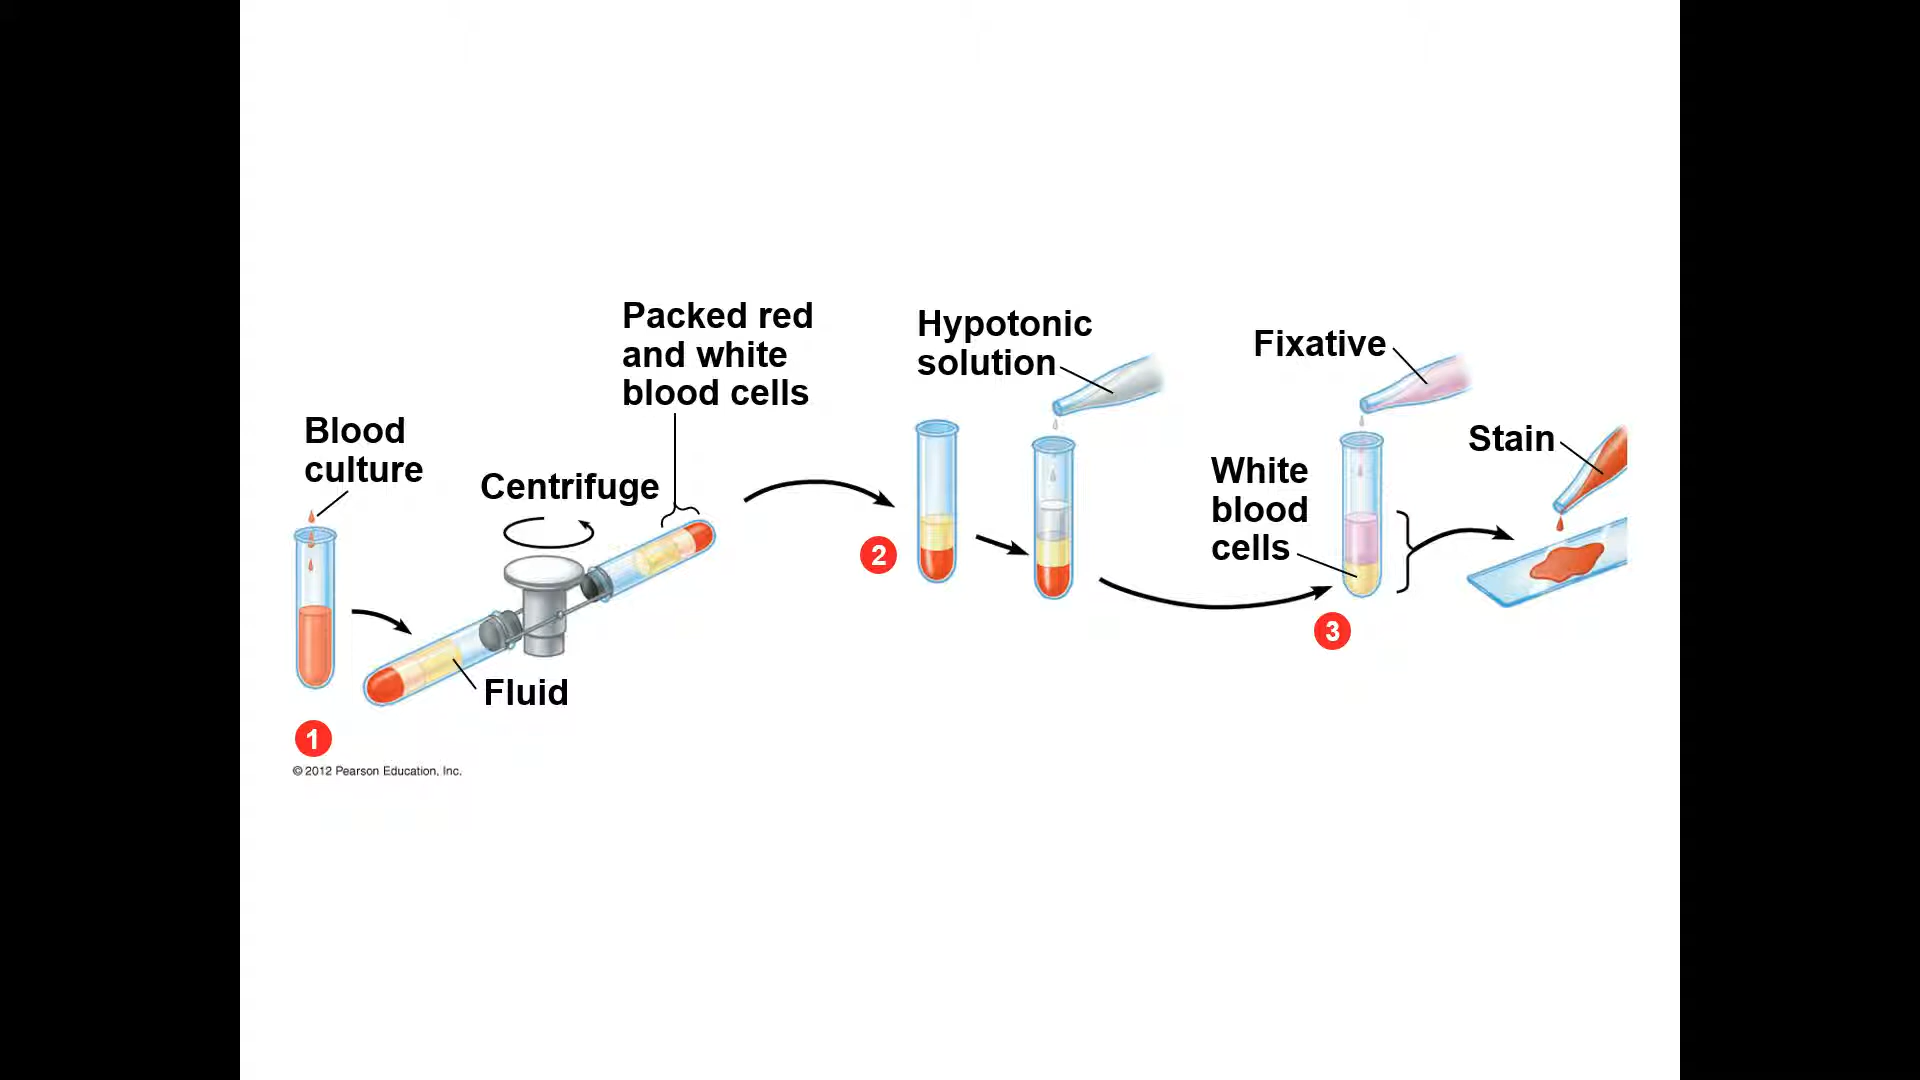 Blood
culture
1
Centrifuge
Packed red
and white
blood cells
Fluid
2
Hypotonic
solution
3
White
blood
cells
Fixative
Stain
© 2012 Pearson Education, Inc.